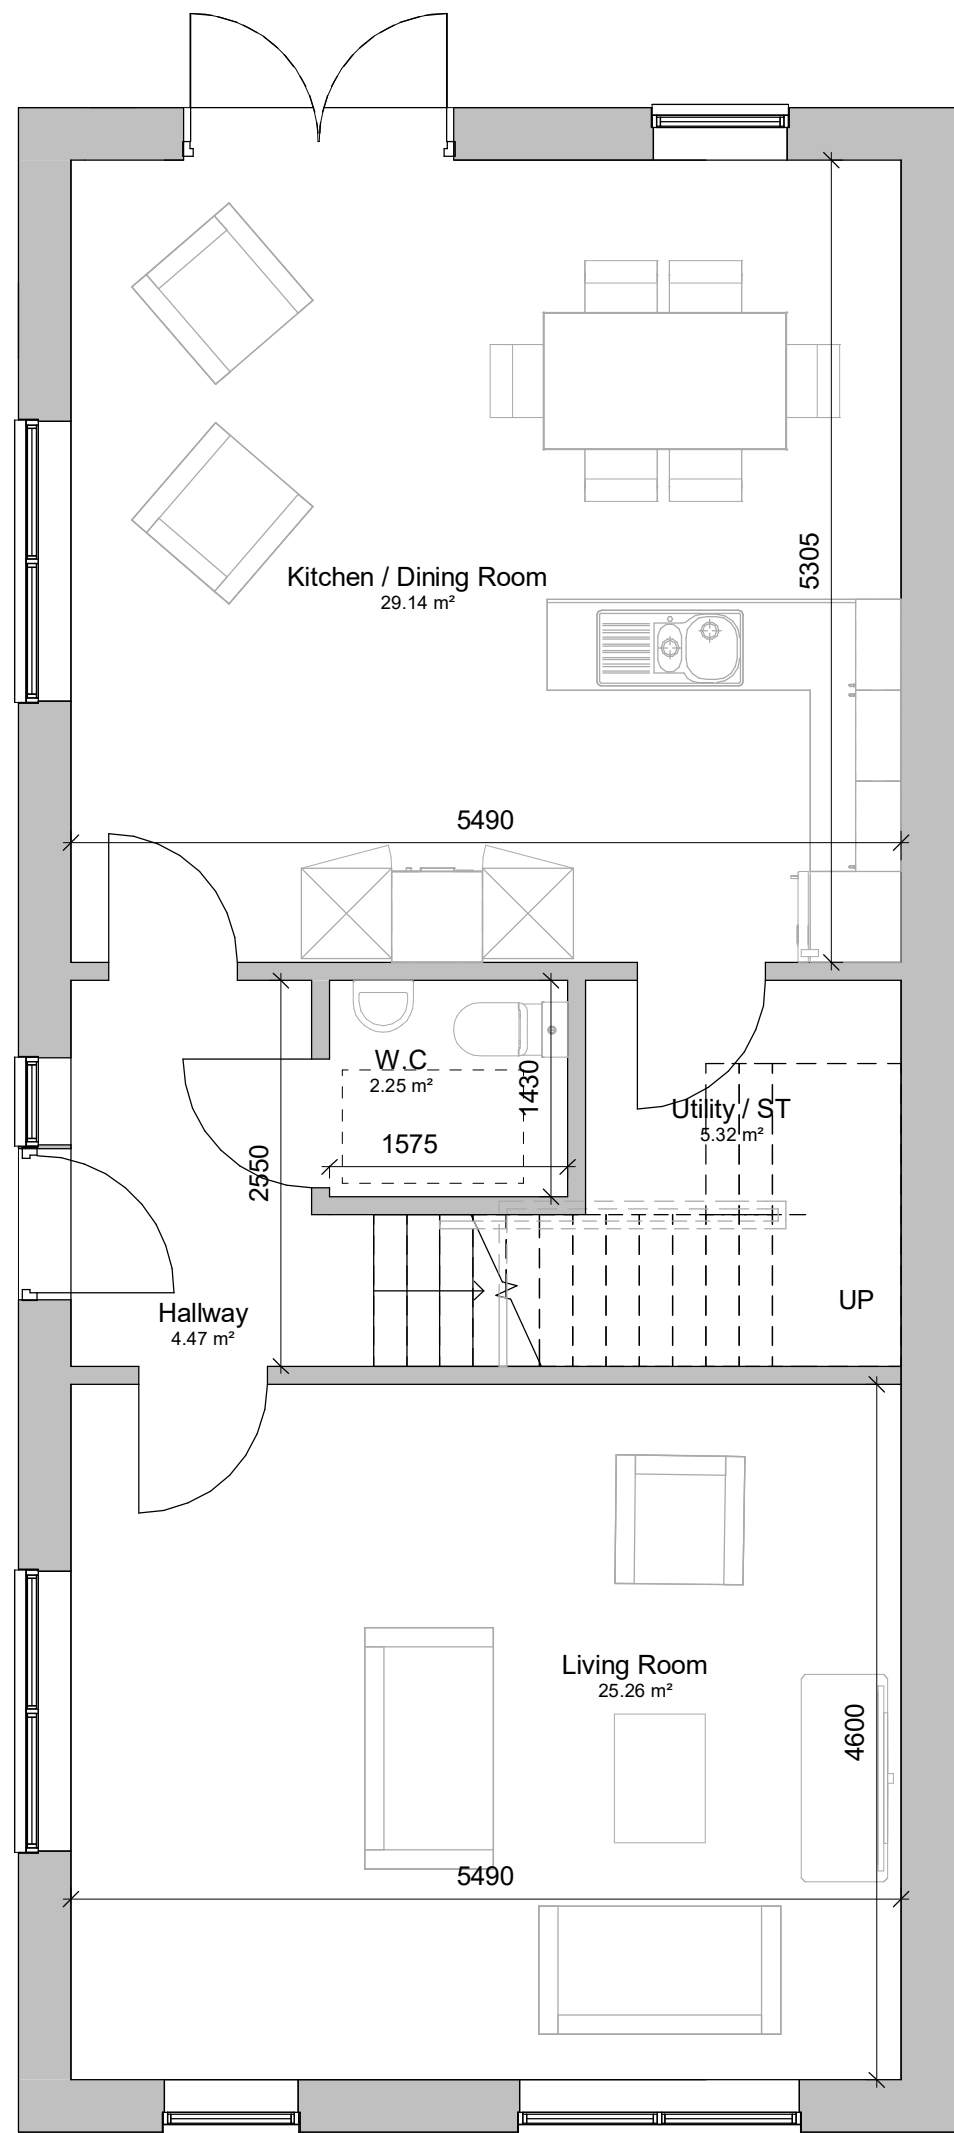 5305
Kitchen / Dining Room
29.14 m²
5490
W.C
2.25 m²
1430
Utility / ST
5.32 m²
1575
2550
UP
Hallway
4.47 m²
Living Room
25.26 m²
4600
5490